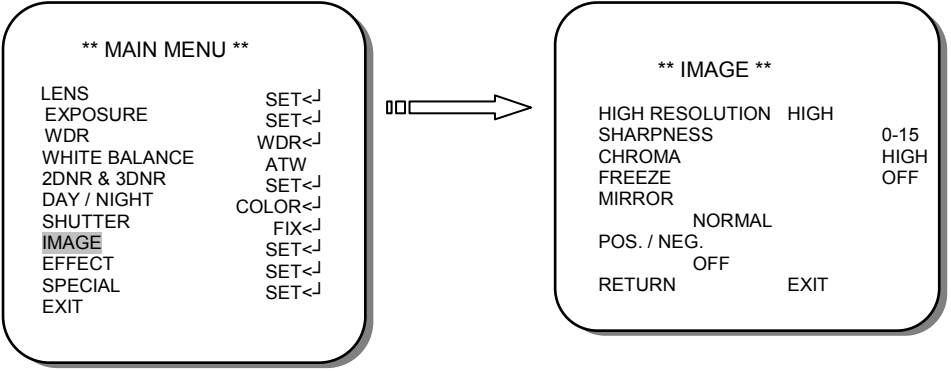 ** MAIN MENU **
LENS SET<┘
EXPOSURE SET<┘
WDR WDR<┘
WHITE BALANCE ATW
2DNR & 3DNR SET<┘
DAY / NIGHT COLOR<┘
SHUTTER FIX<┘
IMAGE SET<┘
EFFECT SET<┘
SPECIAL SET<┘
EXIT
** IMAGE **
HIGH RESOLUTION HIGH
SHARPNESS 0-15
CHROMA HIGH
FREEZE OFF
MIRROR
NORMAL
POS. / NEG.
OFF
RETURN EXIT